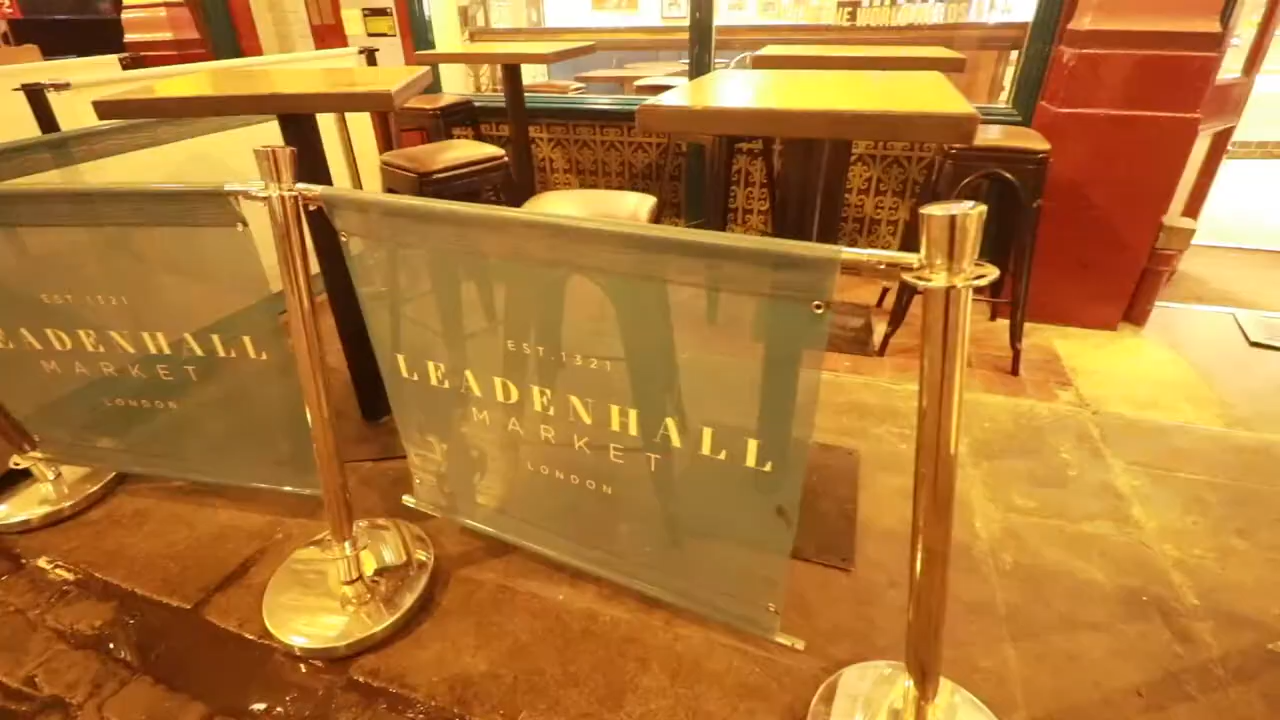 EST 1321
LEADENHALL
MARKET
LONDON
EST.1321
LEADENHALL
MARKET
LONDON